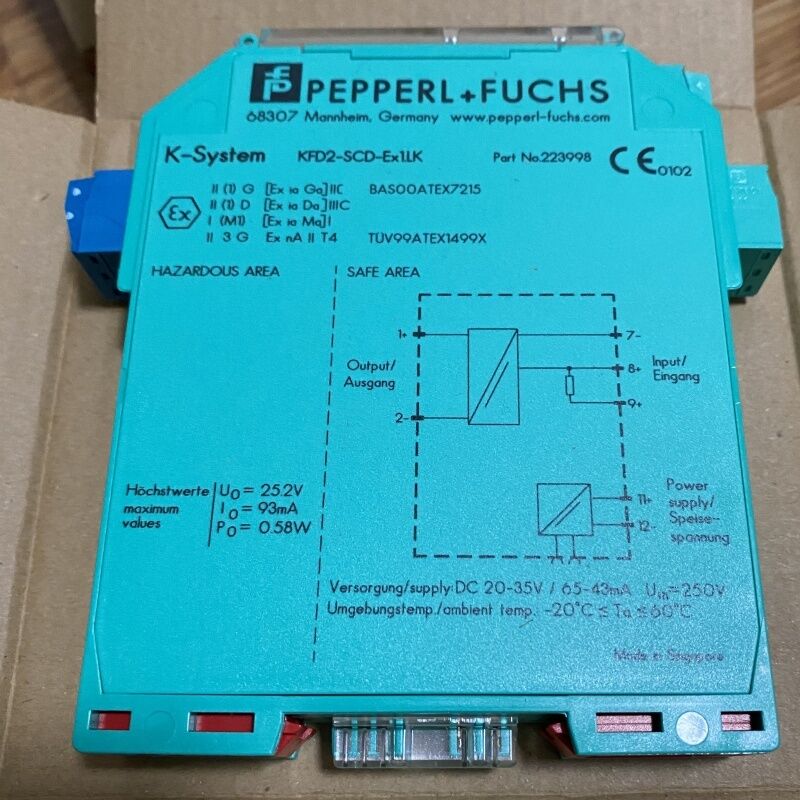 PEPPERL+FUCHS
68307 Mannheim, Germany www.pepperl-fuchs.com
K-System KFD2-SCD-Ex1.LK Part No.223998 CE 0102
II (1) G [Ex ia Ga] IIC BAS00ATEX7215
II (1) D [Ex ia Da] IIIC
I (M1) [Ex ia Ma] I
II 3 G Ex nA II T4 TÜV99ATEX1499X
Ex
HAZARDOUS AREA
SAFE AREA
1+
7-
Output/
Ausgang
8+
Input/
Eingang
9+
2-
Höchstwerte
maximum
values
U₀ = 25.2V
I₀ = 93mA
P₀ = 0.58W
11+
12-
Power
supply/
Speise-
spannung
Versorgung/supply: DC 20-35V / 65-43mA Uₘ=250V
Umgebungstemp./ambient temp. -20°C ≤ Ta ≤ 60°C
Made in Singapore